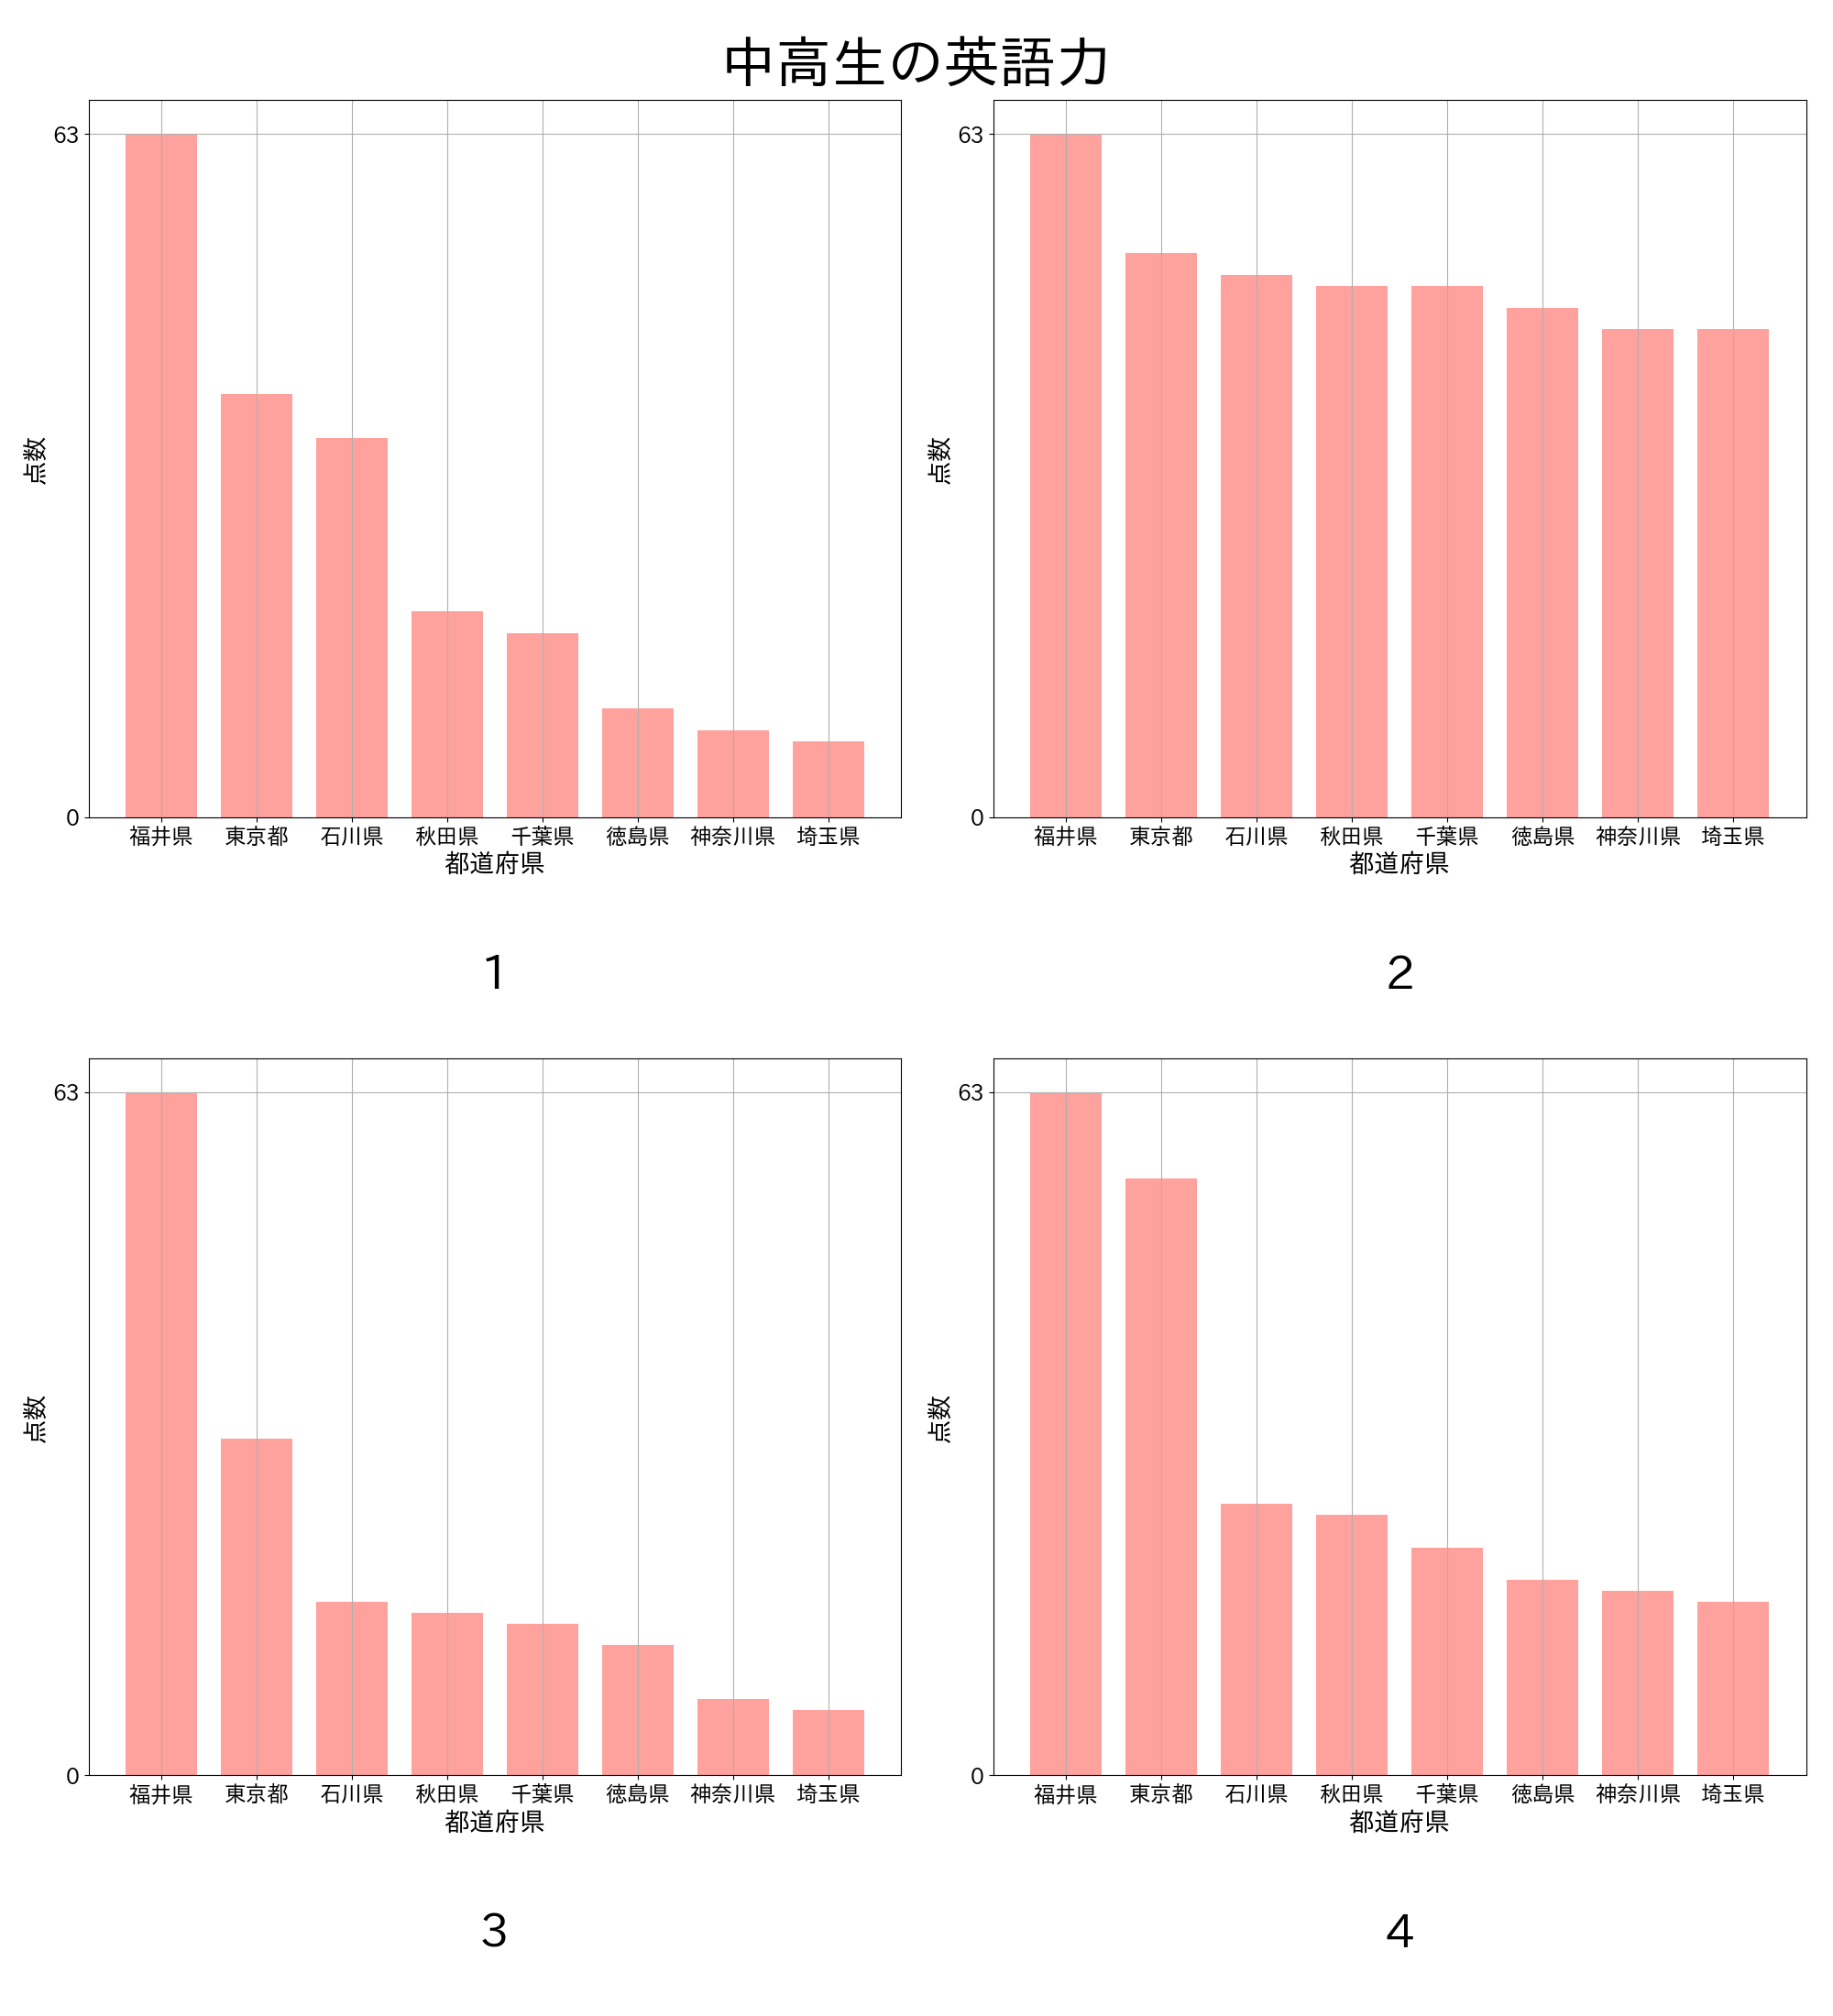 中高生の英語力
63
0
点数
福井県 東京都 石川県 秋田県 千葉県 徳島県 神奈川県 埼玉県
都道府県
1
63
0
点数
福井県 東京都 石川県 秋田県 千葉県 徳島県 神奈川県 埼玉県
都道府県
2
63
0
点数
福井県 東京都 石川県 秋田県 千葉県 徳島県 神奈川県 埼玉県
都道府県
3
63
0
点数
福井県 東京都 石川県 秋田県 千葉県 徳島県 神奈川県 埼玉県
都道府県
4